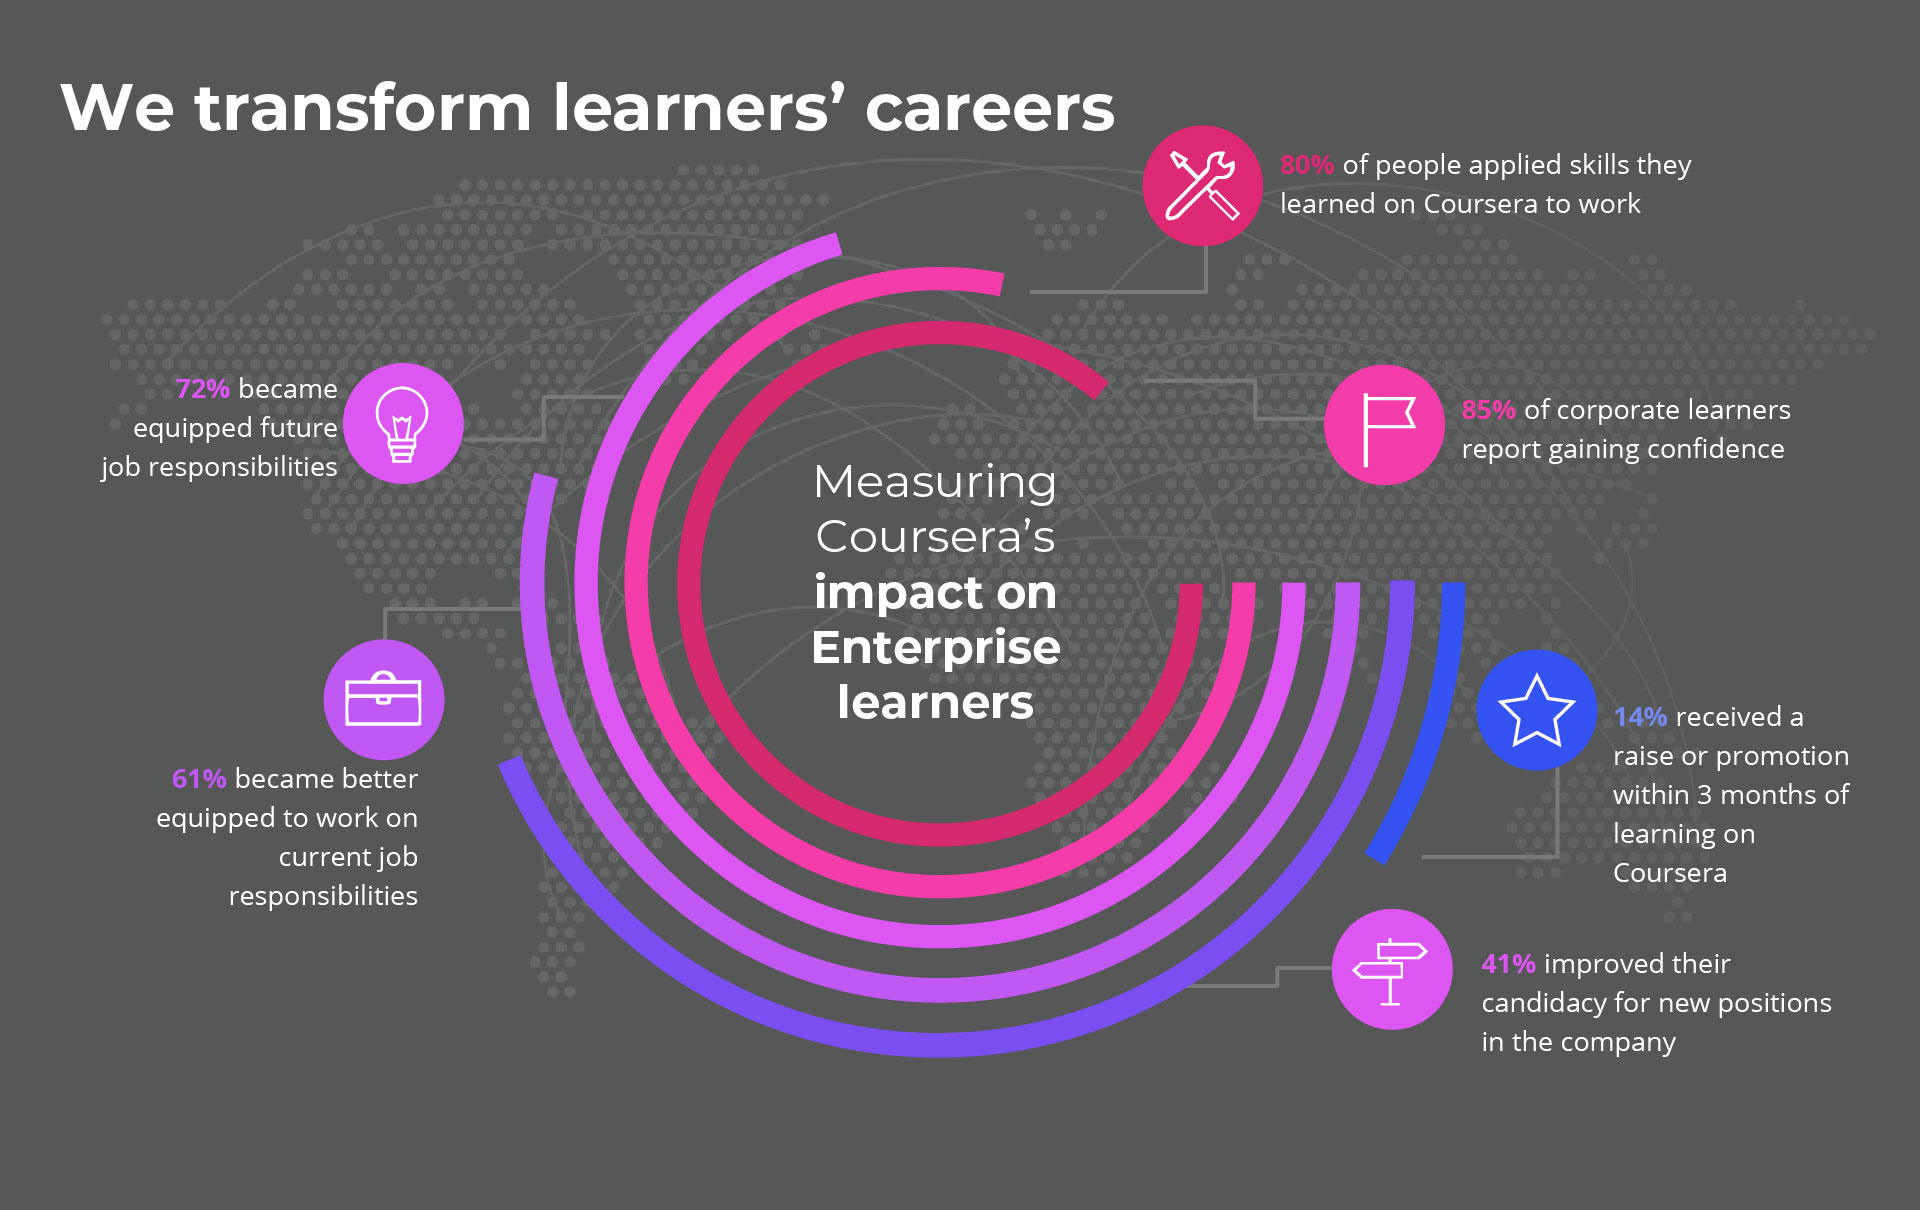 We transform learners’ careers
80% of people applied skills they
learned on Coursera to work
72% became
equipped future
job responsibilities
85% of corporate learners
report gaining confidence
Measuring
Coursera’s
impact on
Enterprise
learners
61% became better
equipped to work on
current job
responsibilities
14% received a
raise or promotion
within 3 months of
learning on
Coursera
41% improved their
candidacy for new positions
in the company